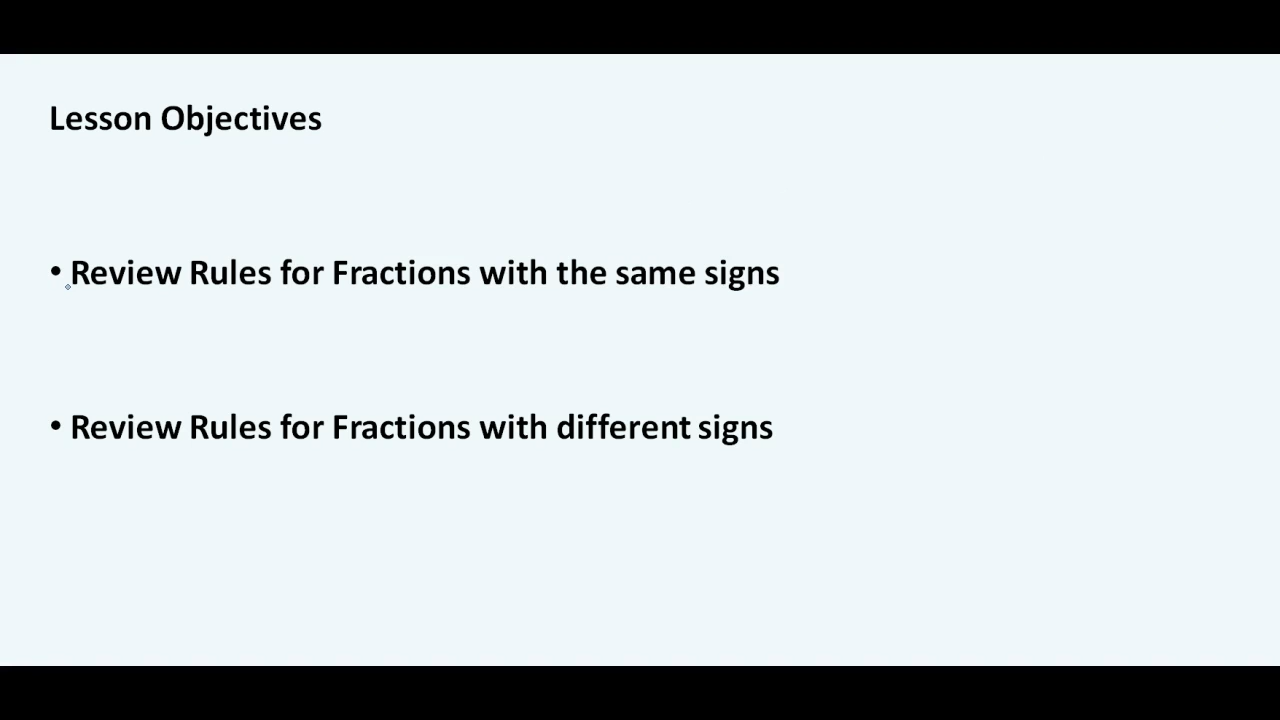 Lesson Objectives
• Review Rules for Fractions with the same signs
• Review Rules for Fractions with different signs